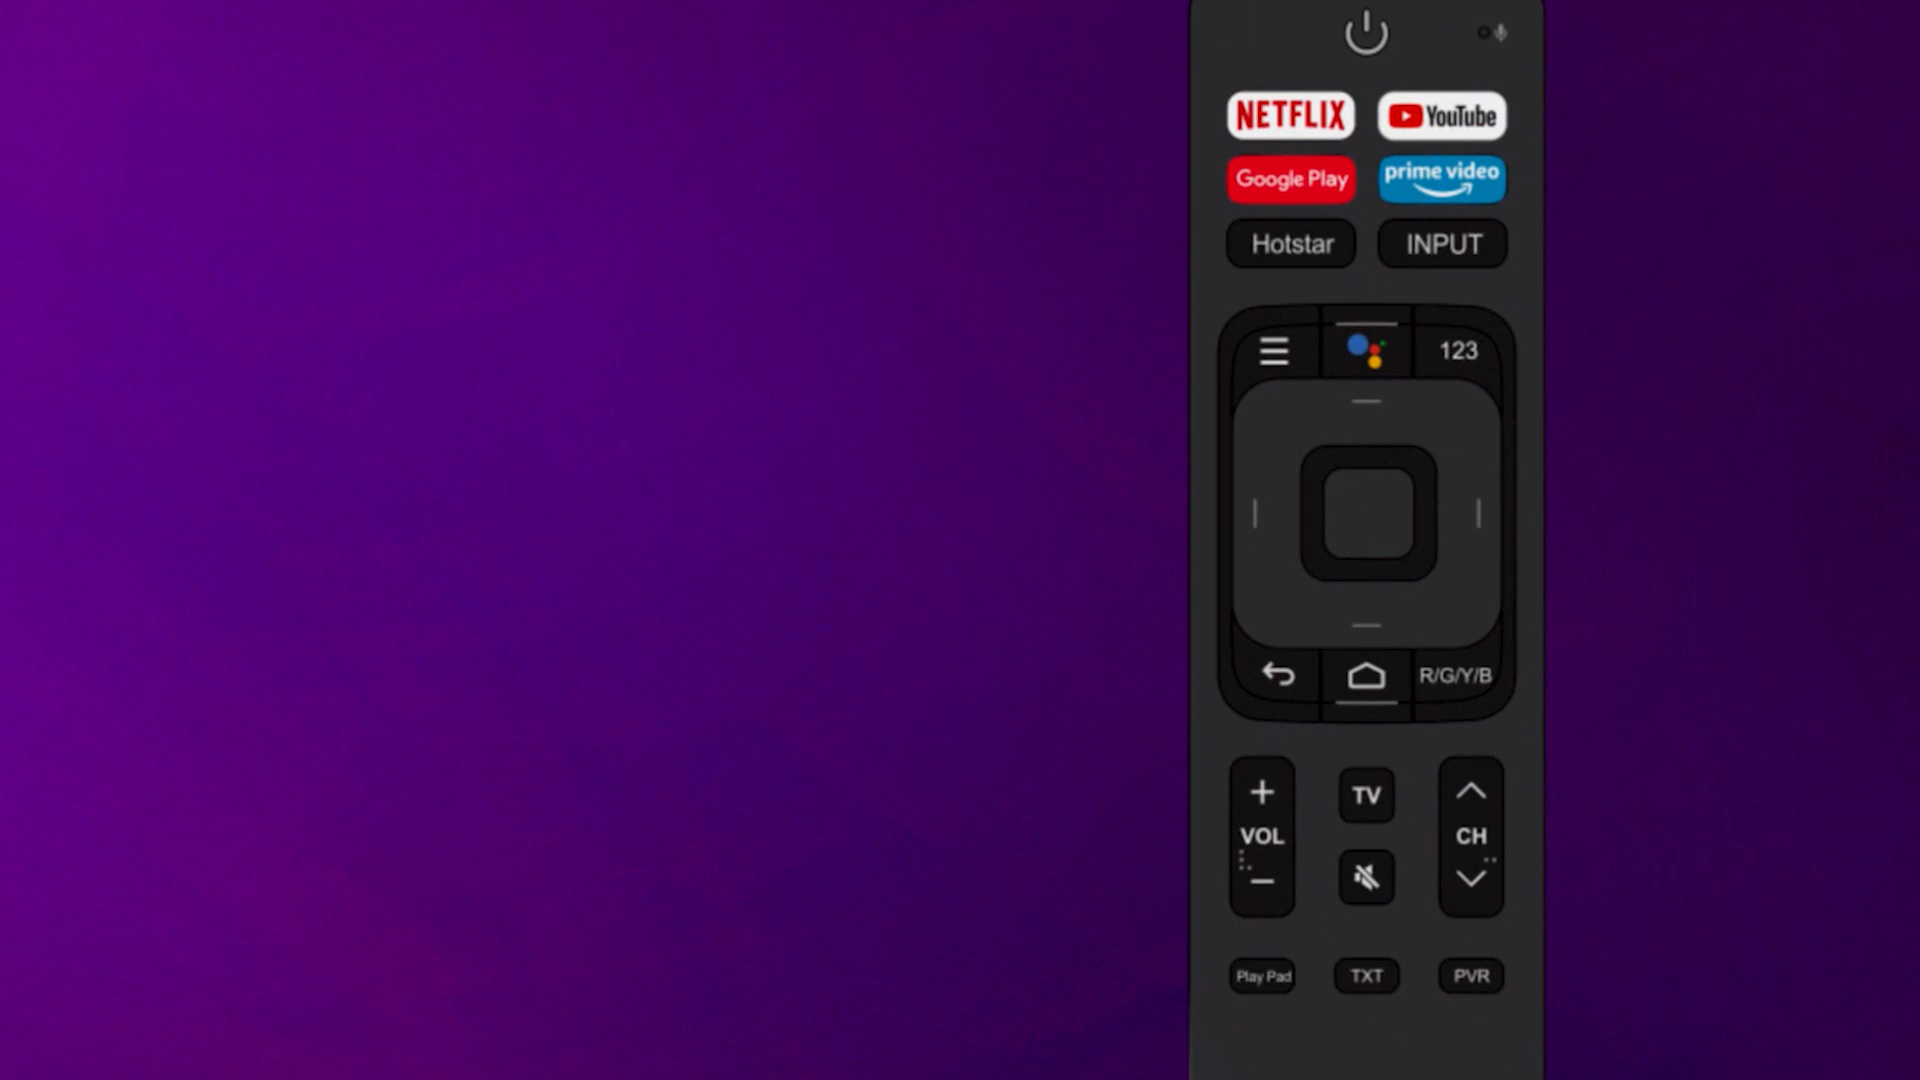 NETFLIX YouTube
Google Play prime video
Hotstar INPUT
123
R/G/Y/B
TV
VOL CH
Play Pad TXT PVR